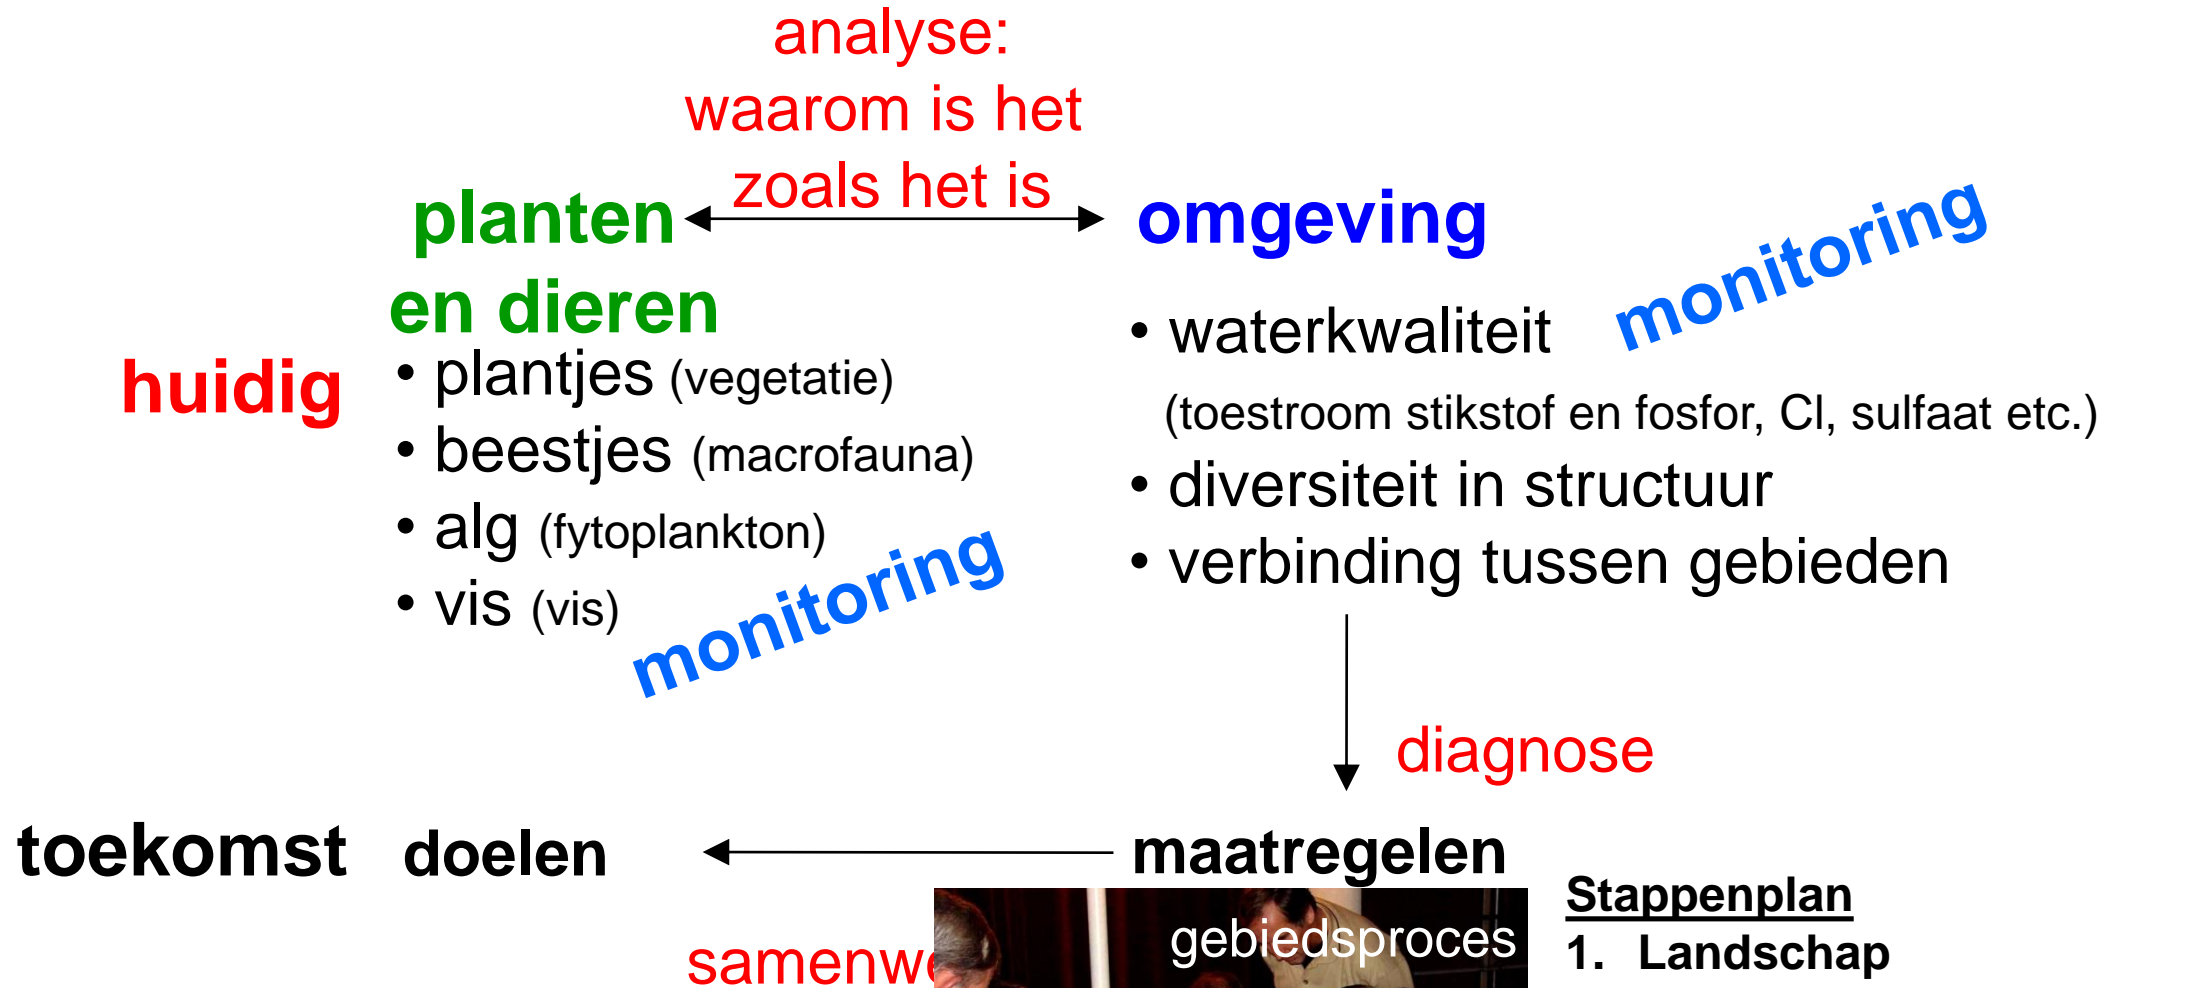 analyse:
waarom is het
zoals het is
planten
en dieren
omgeving
monitoring
huidig
• plantjes (vegetatie)
• beestjes (macrofauna)
• alg (fytoplankton)
• vis (vis)
monitoring
• waterkwaliteit
(toestroom stikstof en fosfor, Cl, sulfaat etc.)
• diversiteit in structuur
• verbinding tussen gebieden
diagnose
toekomst
doelen
maatregelen
gebiedsproces
Stappenplan
1. Landschap